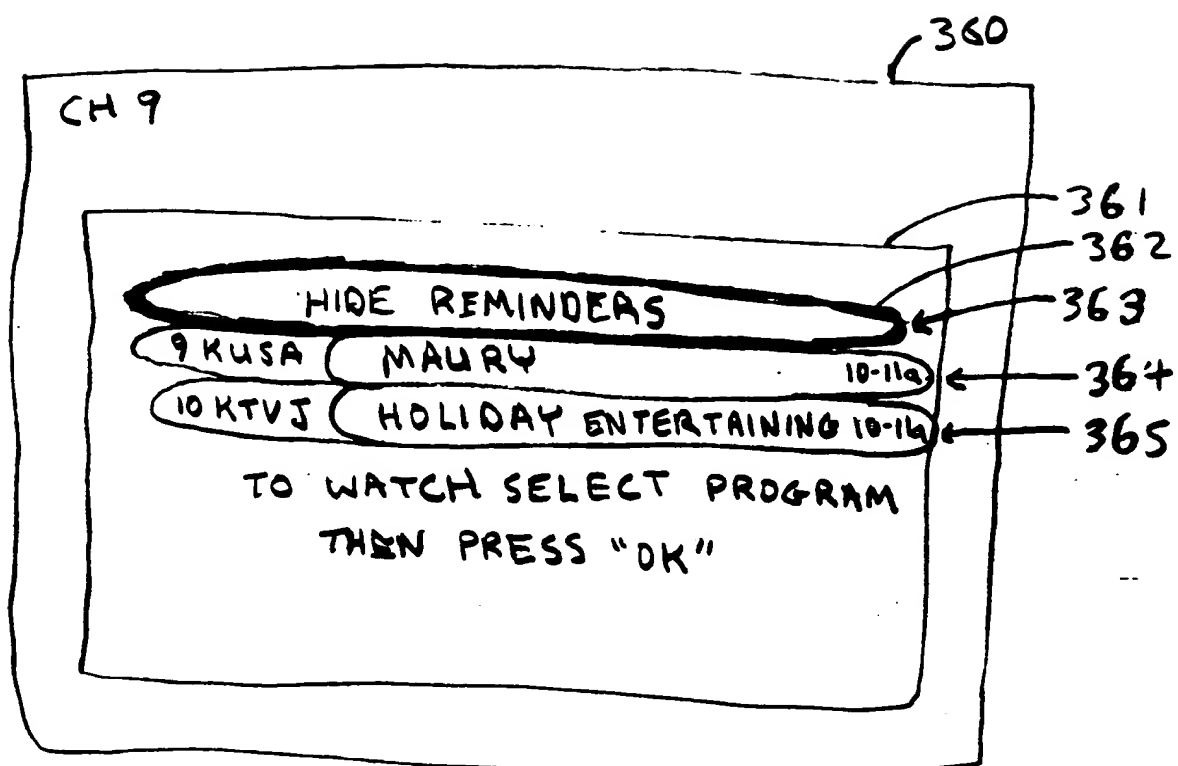 360
CH 9
361
362
HIDE REMINDERS 363
9 KUSA MAURY 10-11a 364
10 KTVJ HOLIDAY ENTERTAINING 10-11a 365
TO WATCH SELECT PROGRAM
THEN PRESS "OK"